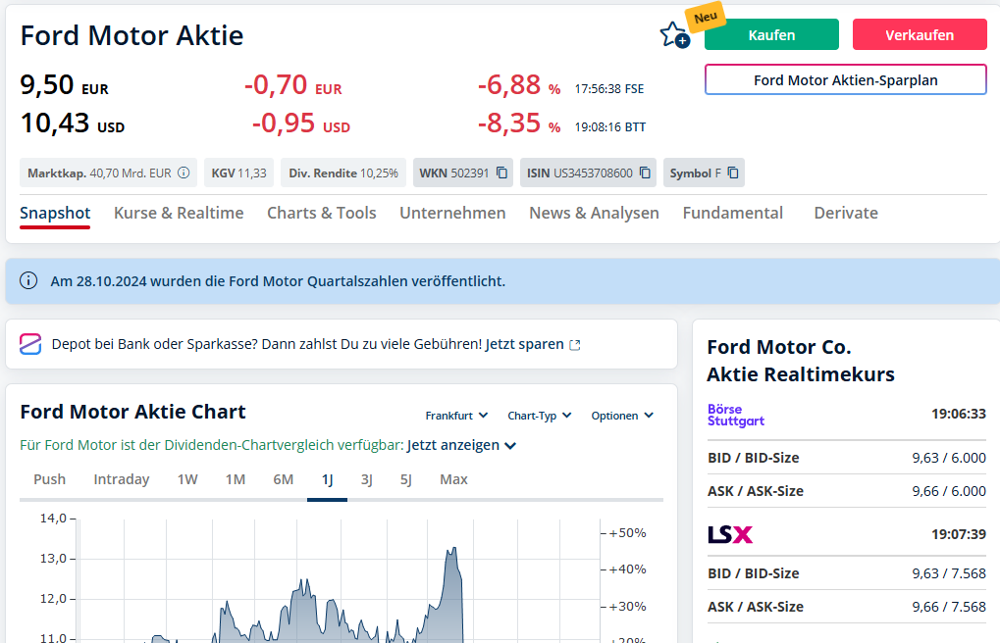 Ford Motor Aktie
Neu
Kaufen
Verkaufen
9,50 EUR -0,70 EUR -6,88 % 17:56:38 FSE
Ford Motor Aktien-Sparplan
10,43 USD -0,95 USD -8,35 % 19:08:16 BTT
Marktkap. 40,70 Mrd. EUR KGV 11,33 Div. Rendite 10,25% WKN 502391 ISIN US3453708600 Symbol F
Snapshot Kurse & Realtime Charts & Tools Unternehmen News & Analysen Fundamental Derivate
Am 28.10.2024 wurden die Ford Motor Quartalszahlen veröffentlicht.
Depot bei Bank oder Sparkasse? Dann zahlst Du zu viele Gebühren! Jetzt sparen
Ford Motor Aktie Chart
Frankfurt Chart-Typ Optionen
Für Ford Motor ist der Dividenden-Chartvergleich verfügbar: Jetzt anzeigen
Push Intraday 1W 1M 6M 1J 3J 5J Max
14,0
13,0
12,0
11,0
+50%
+40%
+30%
+20%
Ford Motor Co.
Aktie Realtimekurs
Börse
Stuttgart
19:06:33
BID / BID-Size 9,63 / 6.000
ASK / ASK-Size 9,66 / 6.000
LSX 19:07:39
BID / BID-Size 9,63 / 7.568
ASK / ASK-Size 9,66 / 7.568